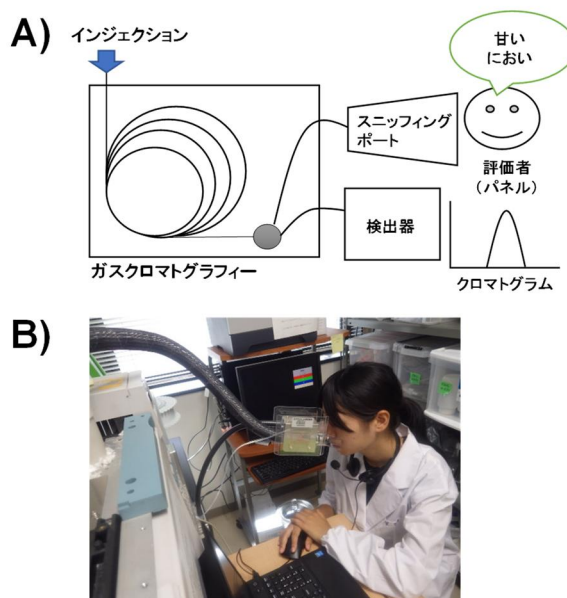 A)
インジェクション
甘い
におい
スニッフィング
ポート
評価者
(パネル)
検出器
クロマトグラム
ガスクロマトグラフィー
B)